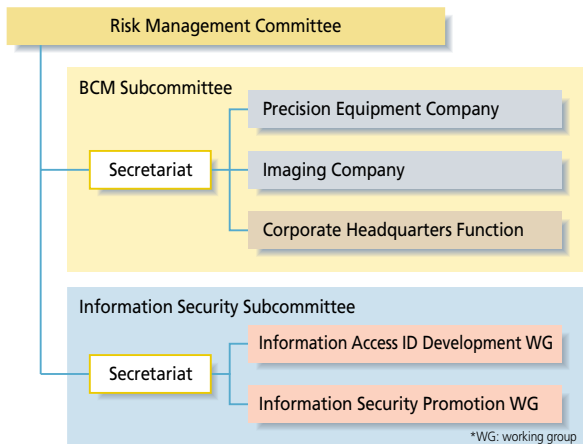 Risk Management Committee
BCM Subcommittee
Precision Equipment Company
Secretariat
Imaging Company
Corporate Headquarters Function
Information Security Subcommittee
Information Access ID Development WG
Secretariat
Information Security Promotion WG
*WG: working group